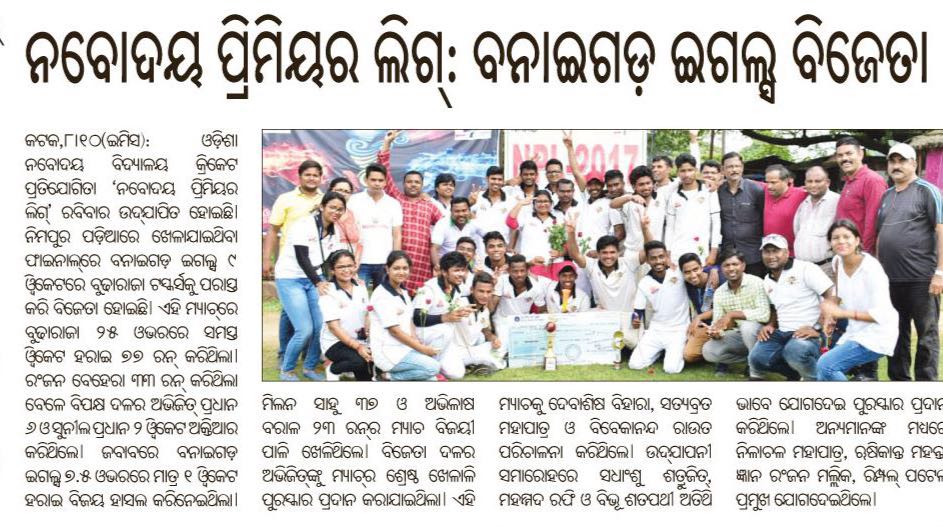 ନବୋଦୟ ପ୍ରିମିୟର ଲିଗ୍: ବନାଇଗଡ଼ ଇଗଲ୍ସ ବିଜେତା
କଟକ,୮।୧୦(ଇମିସ): ଓଡ଼ିଶା
ନବୋଦୟ ବିଦ୍ୟାଳୟ କ୍ରିକେଟ
ପ୍ରତିଯୋଗିତା ‘ନବୋଦୟ ପ୍ରିମିୟର
ଲିଗ୍’ ରବିବାର ଉଦ୍‌ଯାପିତ ହୋଇଛି।
ନିମପୁର ପଡ଼ିଆରେ ଖେଳାଯାଇଥିବା
ଫାଇନାଲ୍‌ରେ ବନାଇଗଡ଼ ଇଗଲ୍ସ ୯
ୱିକେଟରେ ବୁଢାରାଜା ଟସ୍କର୍ସକୁ ପରାସ୍ତ
କରି ବିଜେତା ହୋଇଛି। ଏହି ମ୍ୟାଚ୍‌ରେ
ବୁଢାରାଜା ୨୫ ଓଭରରେ ସମସ୍ତ
ୱିକେଟ ହରାଇ ୭୭ ରନ୍ କରିଥିଲା।
ରଂଜନ ବେହେରା ୩୩ ରନ୍ କରିଥିଲା
ବେଳେ ବିପକ୍ଷ ଦଳର ଅଭିଜିତ୍ ପ୍ରଧାନ
୬ ଓ ସୁନୀଲ ପ୍ରଧାନ ୨ ୱିକେଟ ଅକ୍ତିଆର
କରିଥିଲେ। ଜବାବରେ ବନାଇଗଡ଼
ଇଗଲ୍ସ ୭.୫ ଓଭରରେ ମାତ୍ର ୧ ୱିକେଟ
ହରାଇ ବିଜୟ ହାସଲ କରିନେଇଥିଲା।
NPL 2017
ମିଲନ ସାହୁ ୩୭ ଓ ଅଭିଳାଷ
ବରାଳ ୨୩ ରନ୍‌ର ମ୍ୟାଚ ବିଜୟୀ
ପାଳି ଖେଳିଥିଲେ। ବିଜେତା ଦଳର
ଅଭିଜିତ୍‌ଙ୍କୁ ମ୍ୟାଚ୍‌ର ଶ୍ରେଷ୍ଠ ଖେଳାଳି
ପୁରସ୍କାର ପ୍ରଦାନ କରାଯାଇଥିଲା। ଏହି
ମ୍ୟାଚକୁ ଦେବାଶିଷ ବିହାରୀ, ସତ୍ୟବ୍ରତ
ମହାପାତ୍ର ଓ ବିବେକାନନ୍ଦ ରାଉତ
ପରିଚାଳନା କରିଥିଲେ। ଉଦ୍‌ଯାପନୀ
ସମାରୋହରେ ସୁଧାଂଶୁ ଶତ୍ରୁଜିତ୍,
ମହମ୍ମଦ ରଫି ଓ ବିଭୂ ଶତପଥୀ ଅତିଥି
ଭାବେ ଯୋଗଦେଇ ପୁରସ୍କାର ପ୍ରଦାନ
କରିଥିଲେ। ଅନ୍ୟମାନଙ୍କ ମଧ୍ୟରେ
ନିଳାଚଳ ମହାପାତ୍ର, ଋଷିକାନ୍ତ ମହନ୍ତ
ଜ୍ଞାନ ରଂଜନ ମଲ୍ଲିକ, ରିମ୍ପଲ୍ ପଟେଲ
ପ୍ରମୁଖ ଯୋଗଦେଇଥିଲେ।